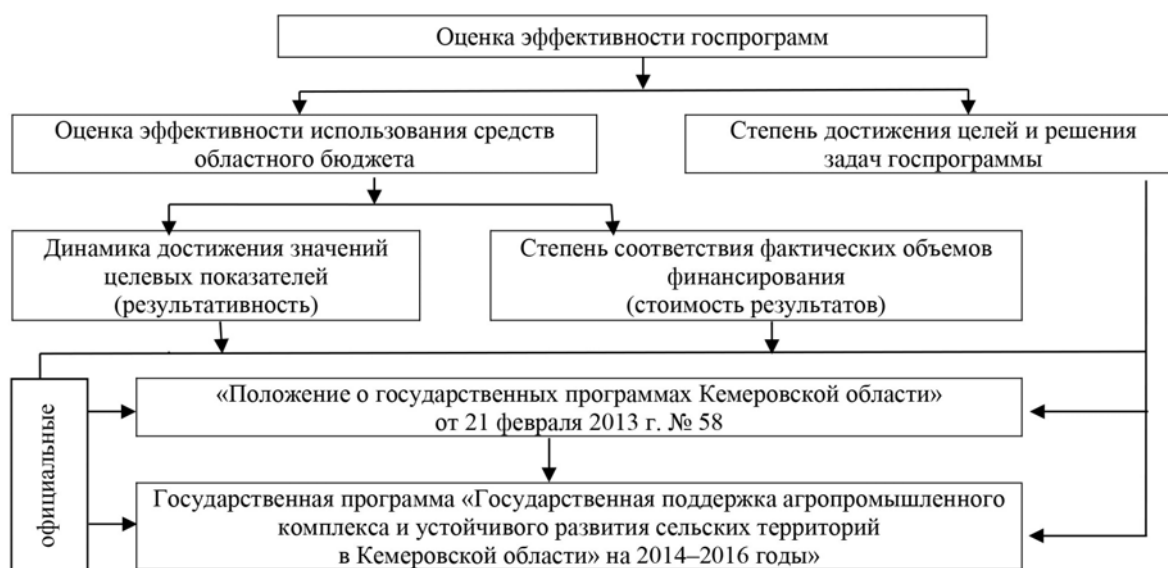 Оценка эффективности госпрограмм
Оценка эффективности использования средств
областного бюджета
Степень достижения целей и решения
задач госпрограммы
Динамика достижения значений
целевых показателей
(результативность)
Степень соответствия фактических объемов
финансирования
(стоимость результатов)
официальные
«Положение о государственных программах Кемеровской области»
от 21 февраля 2013 г. № 58
Государственная программа «Государственная поддержка агропромышленного
комплекса и устойчивого развития сельских территорий
в Кемеровской области» на 2014–2016 годы»